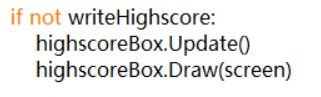 if not writeHighscore:
    highscoreBox.Update()
    highscoreBox.Draw(screen)